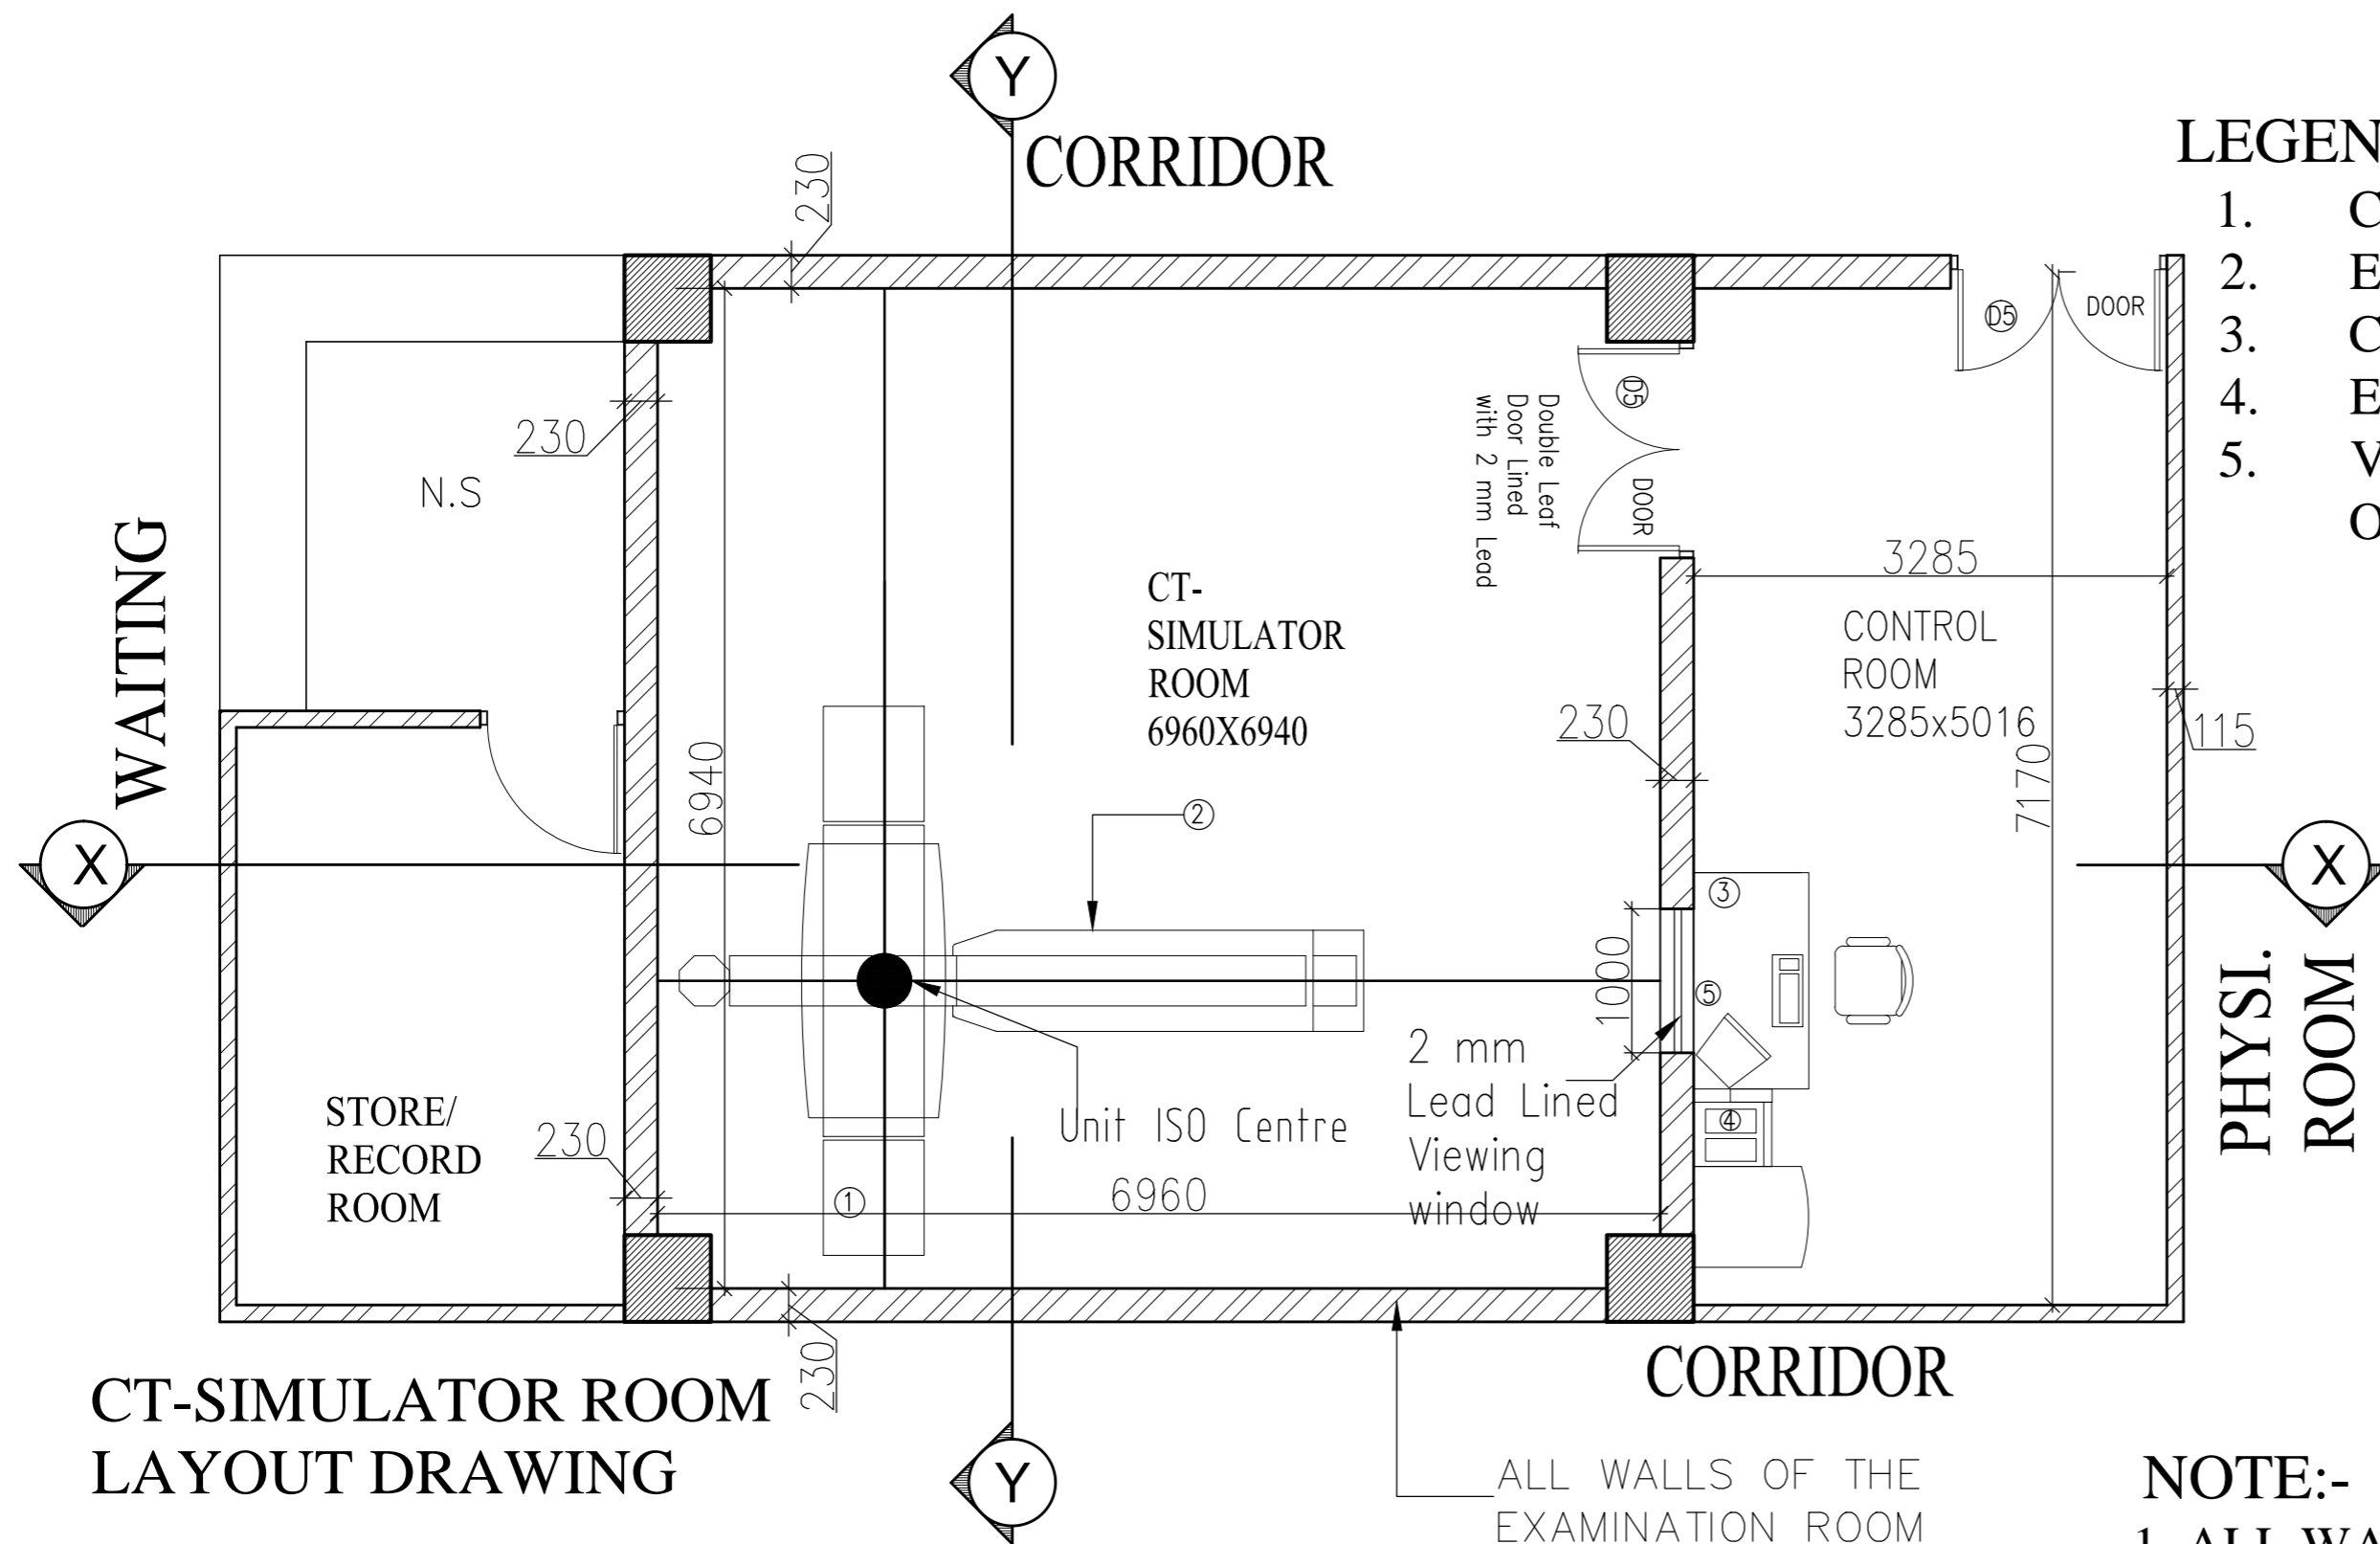 Y
CORRIDOR
230
LEGEN
1. C
2. E
3. C
4. E
5. V
O
D5
DOOR
D5
DOOR
Double Leaf
Door Lined
with 2 mm Lead
230
N.S
WAITING
CT-
SIMULATOR
ROOM
6960X6940
3285
CONTROL
ROOM
3285x5016
230
115
7170
6940
2
X
X
3
1000
5
PHYSI.
ROOM
2 mm
Lead Lined
Viewing
window
Unit ISO Centre
4
STORE/
RECORD
ROOM
230
1
6960
230
CORRIDOR
CT-SIMULATOR ROOM
LAYOUT DRAWING
Y
ALL WALLS OF THE
EXAMINATION ROOM
NOTE:-
1. ALL WA